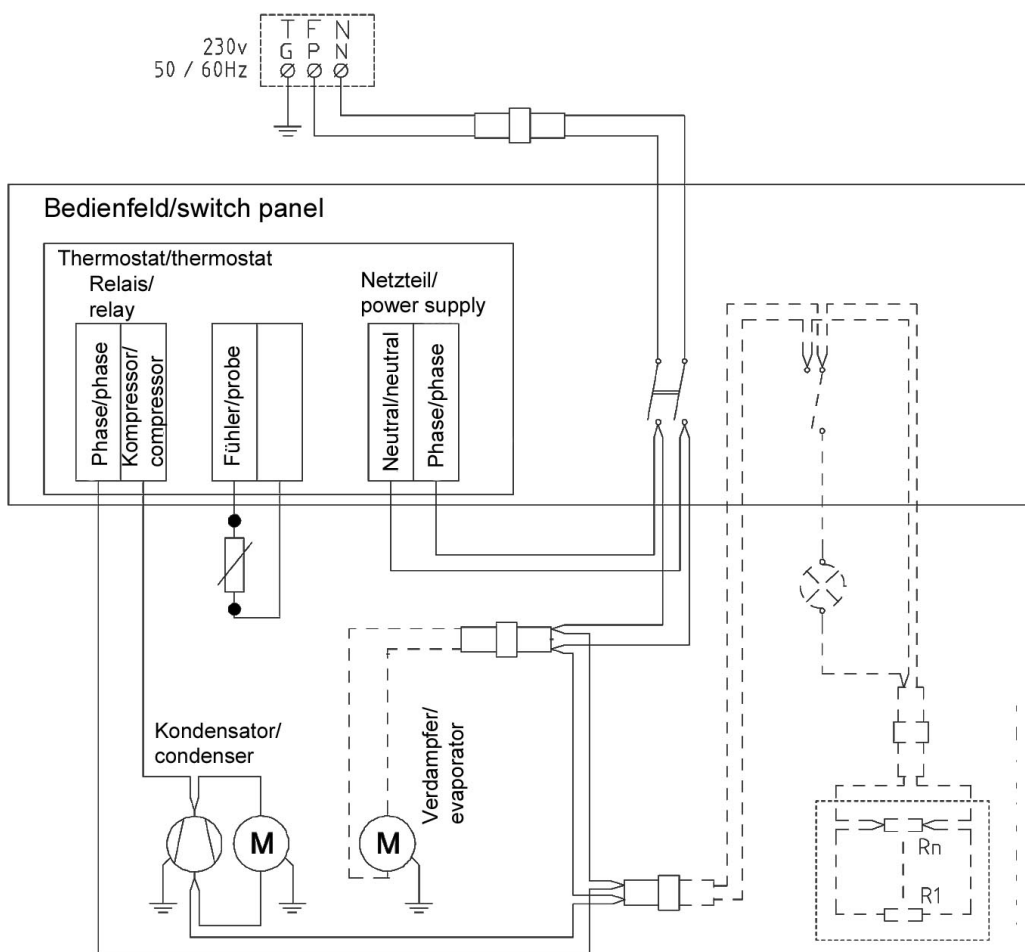 T F N
G P N
230v
50 / 60Hz
Bedienfeld/switch panel
Thermostat/thermostat
Relais/
relay
Netzteil/
power supply
Phase/phase
Kompressor/
compressor
Fühler/probe
Neutral/neutral
Phase/phase
Kondensator/
condenser
Verdampfer/
evaporator
M
M
Rn
R1